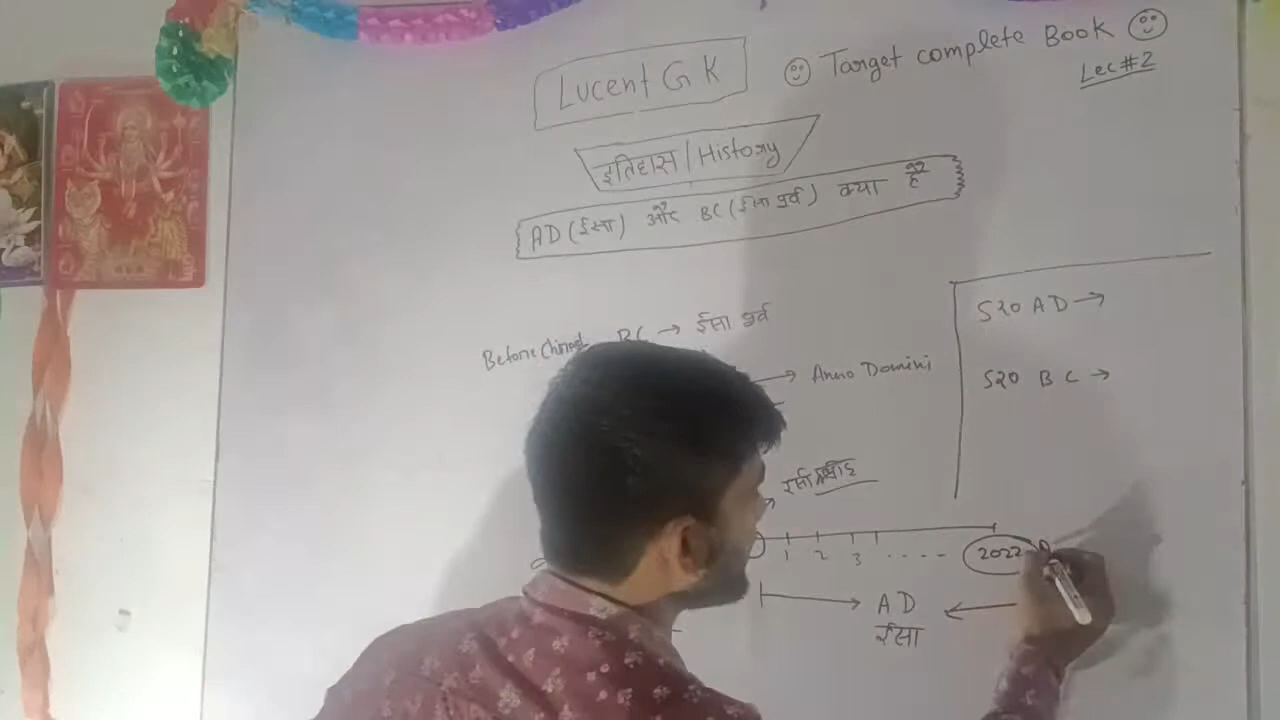 Lucent GK
Target complete Book
Lec#2
इतिहास/History
AD (ईसा) और BC (ईसा पूर्व) क्या है
520 AD →
Before BC → ईसा पूर्व
→ Anno Domini
520 BC →
ईसा मसीह
1 2 3 ..... 2022
AD
ईसा